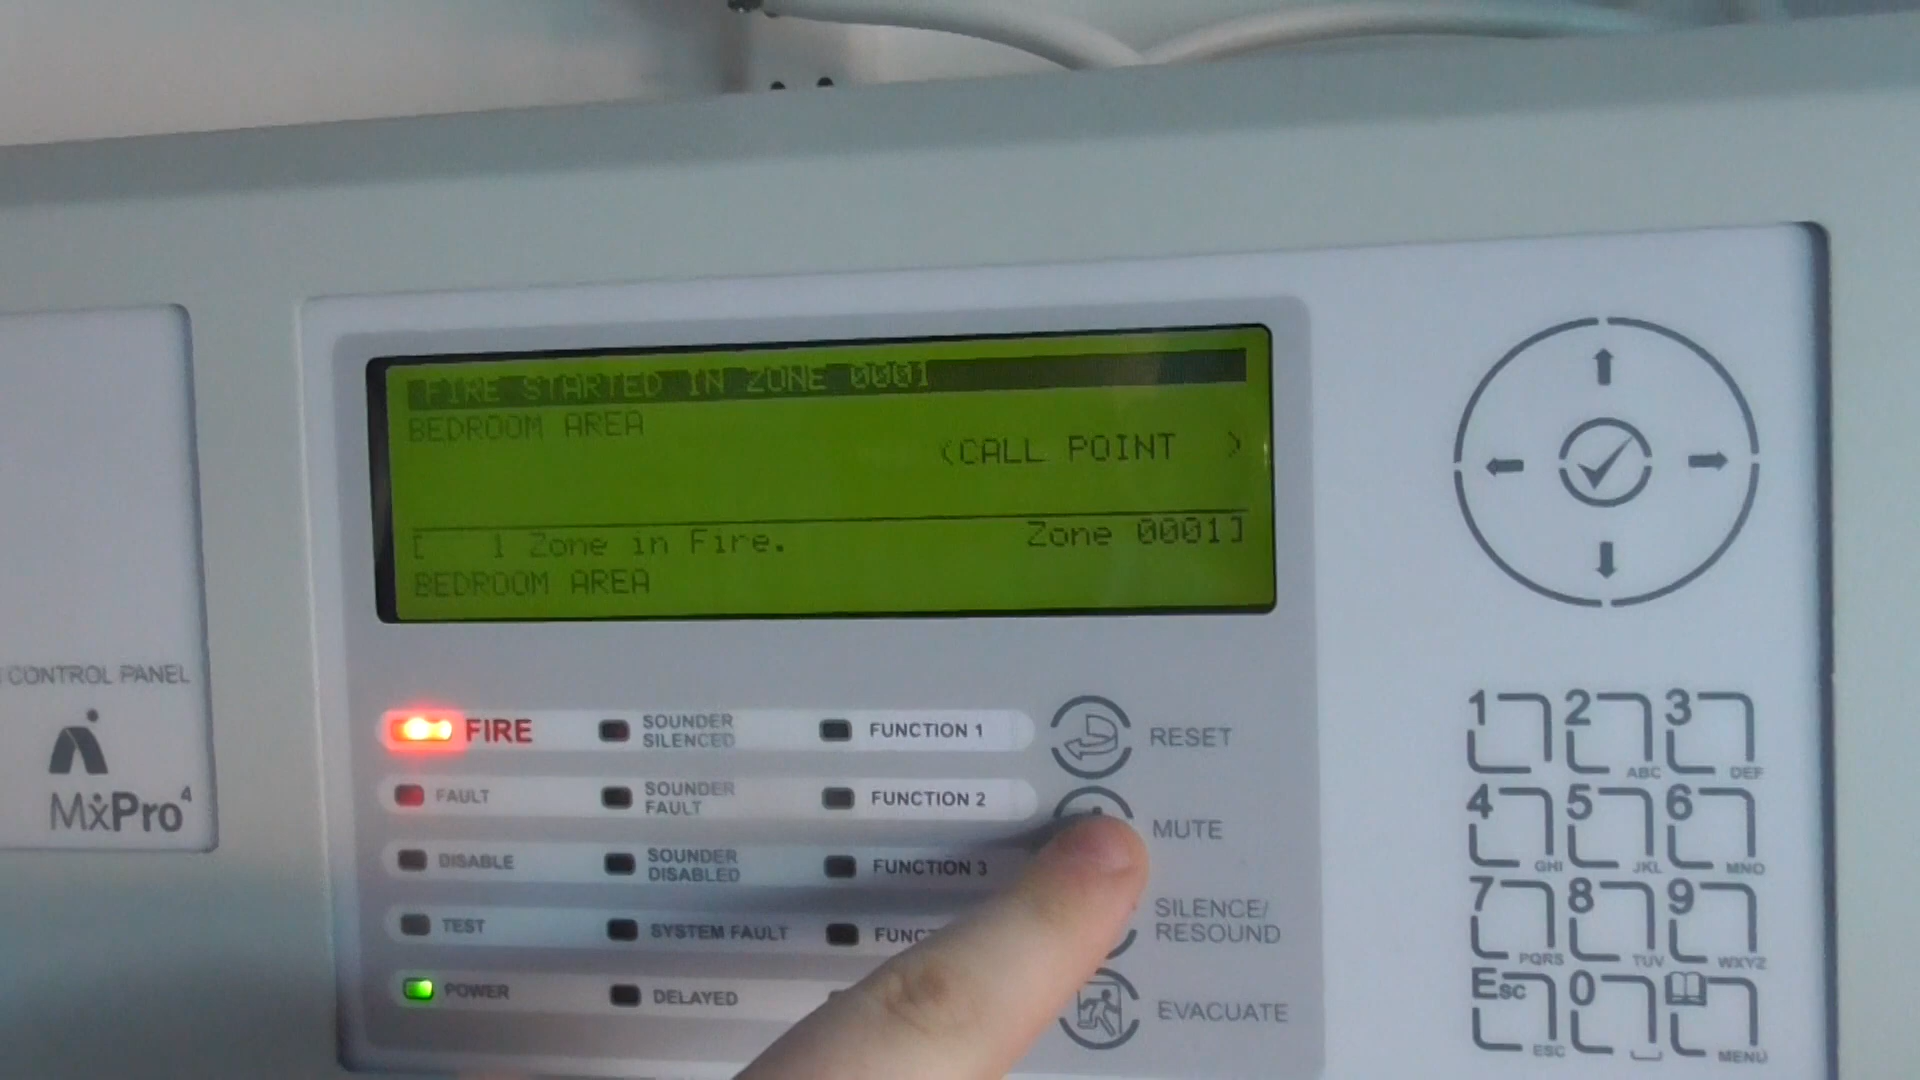 FIRE STARTED IN ZONE 0001
BEDROOM AREA
<CALL POINT >
[ 1 Zone in Fire. Zone 0001]
BEDROOM AREA
CONTROL PANEL
MxPro4
FIRE
SOUNDER
SILENCED
FUNCTION 1
RESET
FAULT
SOUNDER
FAULT
FUNCTION 2
MUTE
DISABLE
SOUNDER
DISABLED
FUNCTION 3
SILENCE/
RESOUND
TEST
SYSTEM FAULT
POWER
DELAYED
EVACUATE
1 2 ABC 3 DEF
4 GHI 5 JKL 6 MNO
7 PQRS 8 TUV 9 WXYZ
Esc ESC 0 MENU